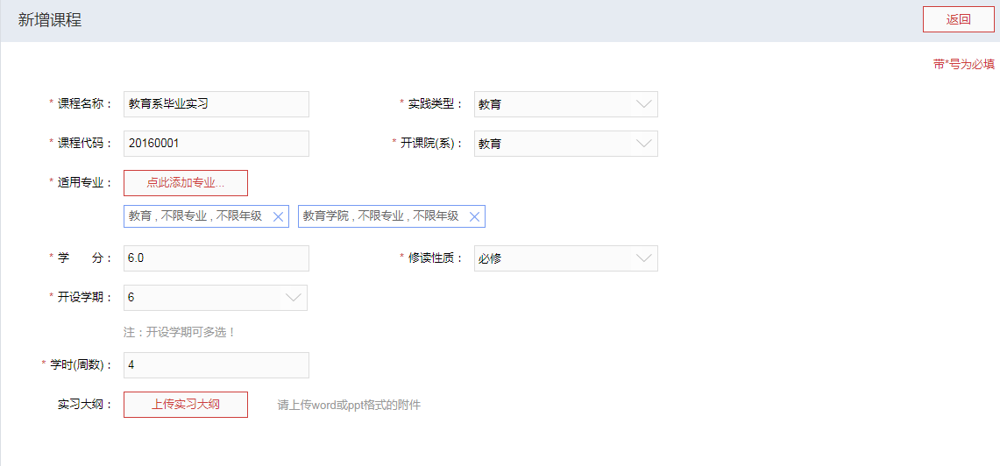 新增课程 返回
带*号为必填
* 课程名称： 教育系毕业实习 * 实践类型： 教育
* 课程代码： 20160001 * 开课院(系)： 教育
* 适用专业： 点此添加专业...
教育 , 不限专业 , 不限年级 教育学院 , 不限专业 , 不限年级
* 学 分： 6.0 * 修读性质： 必修
* 开设学期： 6
注：开设学期可多选！
* 学时(周数)： 4
实习大纲： 上传实习大纲 请上传word或ppt格式的附件